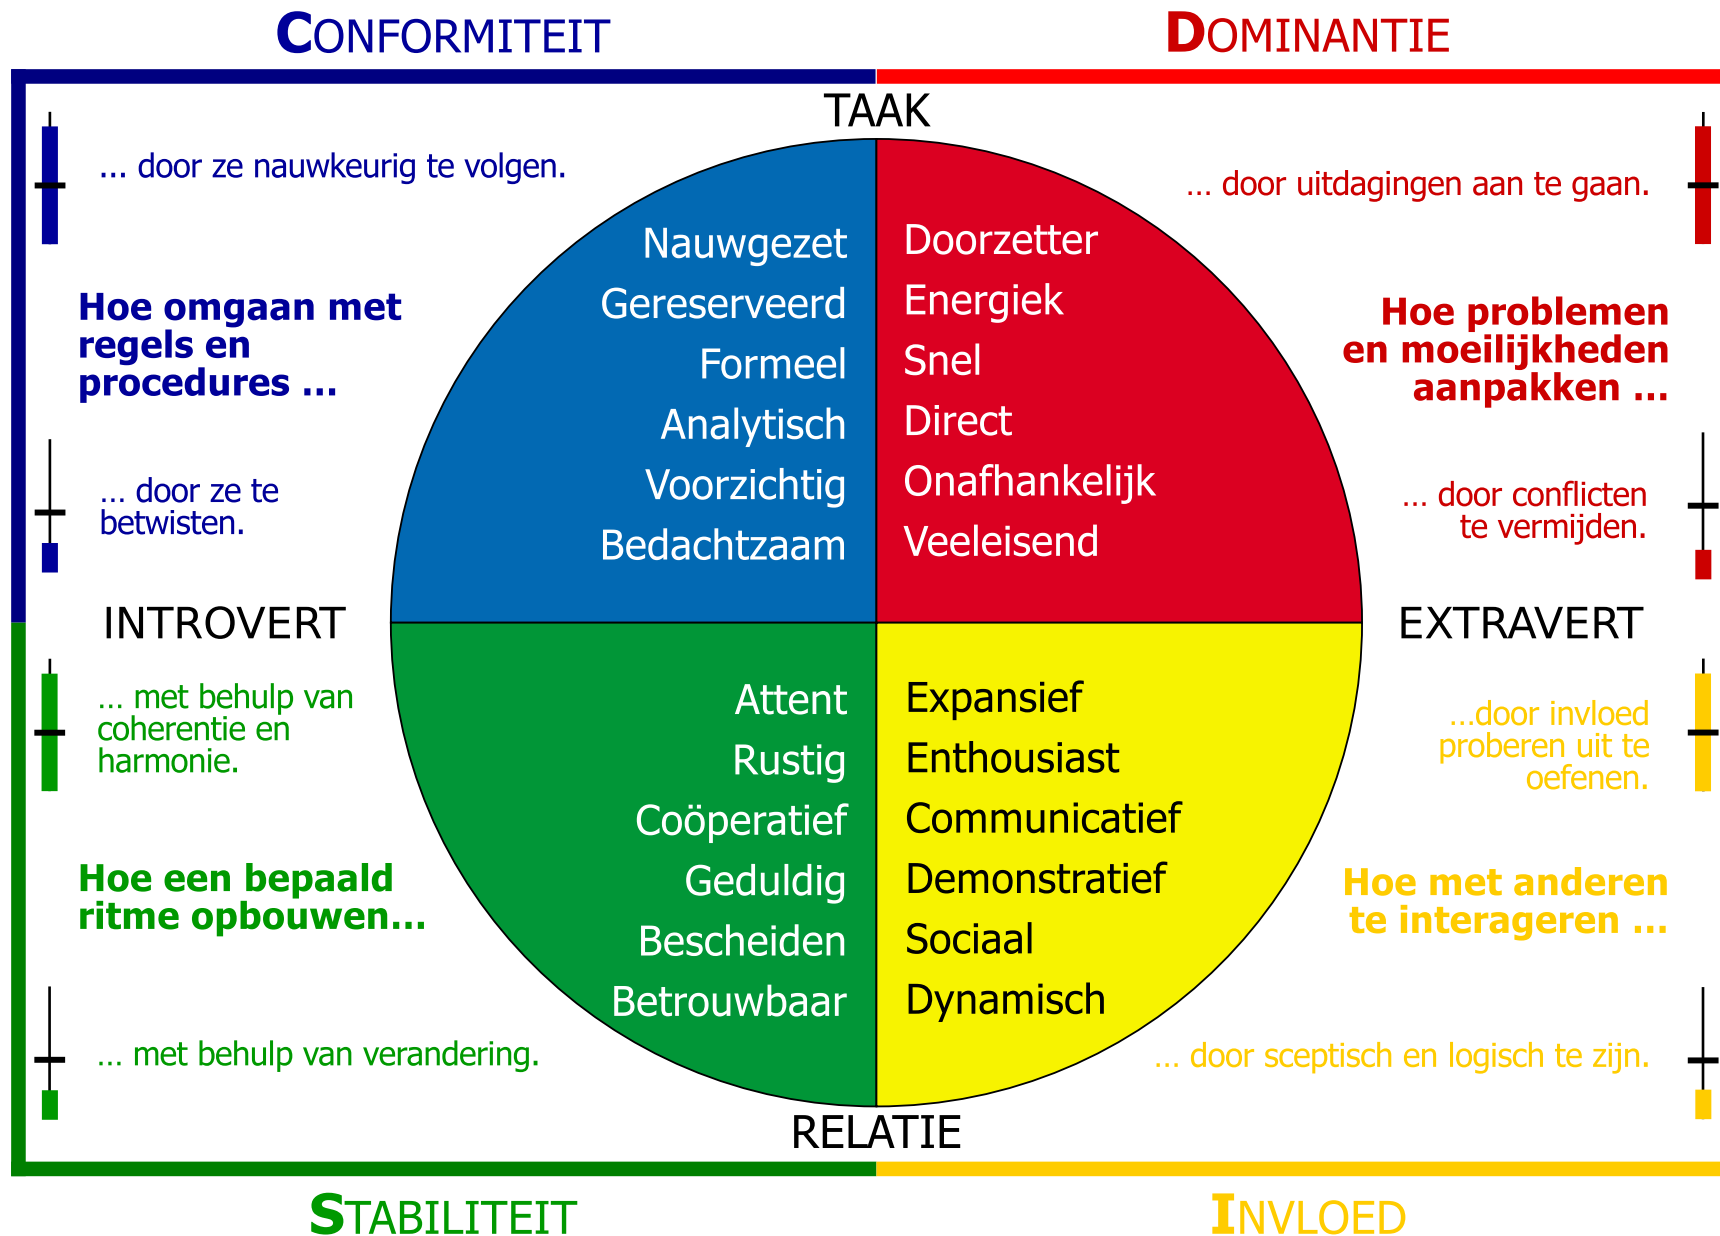 CONFORMITEIT
DOMINANTIE
TAAK
... door ze nauwkeurig te volgen.
Hoe omgaan met
regels en
procedures ...
... door ze te
betwisten.
Nauwgezet
Gereserveerd
Formeel
Analytisch
Voorzichtig
Bedachtzaam
Doorzetter
Energiek
Snel
Direct
Onafhankelijk
Veeleisend
... door uitdagingen aan te gaan.
Hoe problemen
en moeilijkheden
aanpakken ...
... door conflicten
te vermijden.
INTROVERT
EXTRAVERT
... met behulp van
coherentie en
harmonie.
Hoe een bepaald
ritme opbouwen...
... met behulp van verandering.
Attent
Rustig
Coöperatief
Geduldig
Bescheiden
Betrouwbaar
Expansief
Enthousiast
Communicatief
Demonstratief
Sociaal
Dynamisch
...door invloed
proberen uit te
oefenen.
Hoe met anderen
te interageren ...
... door sceptisch en logisch te zijn.
RELATIE
STABILITEIT
INVLOED